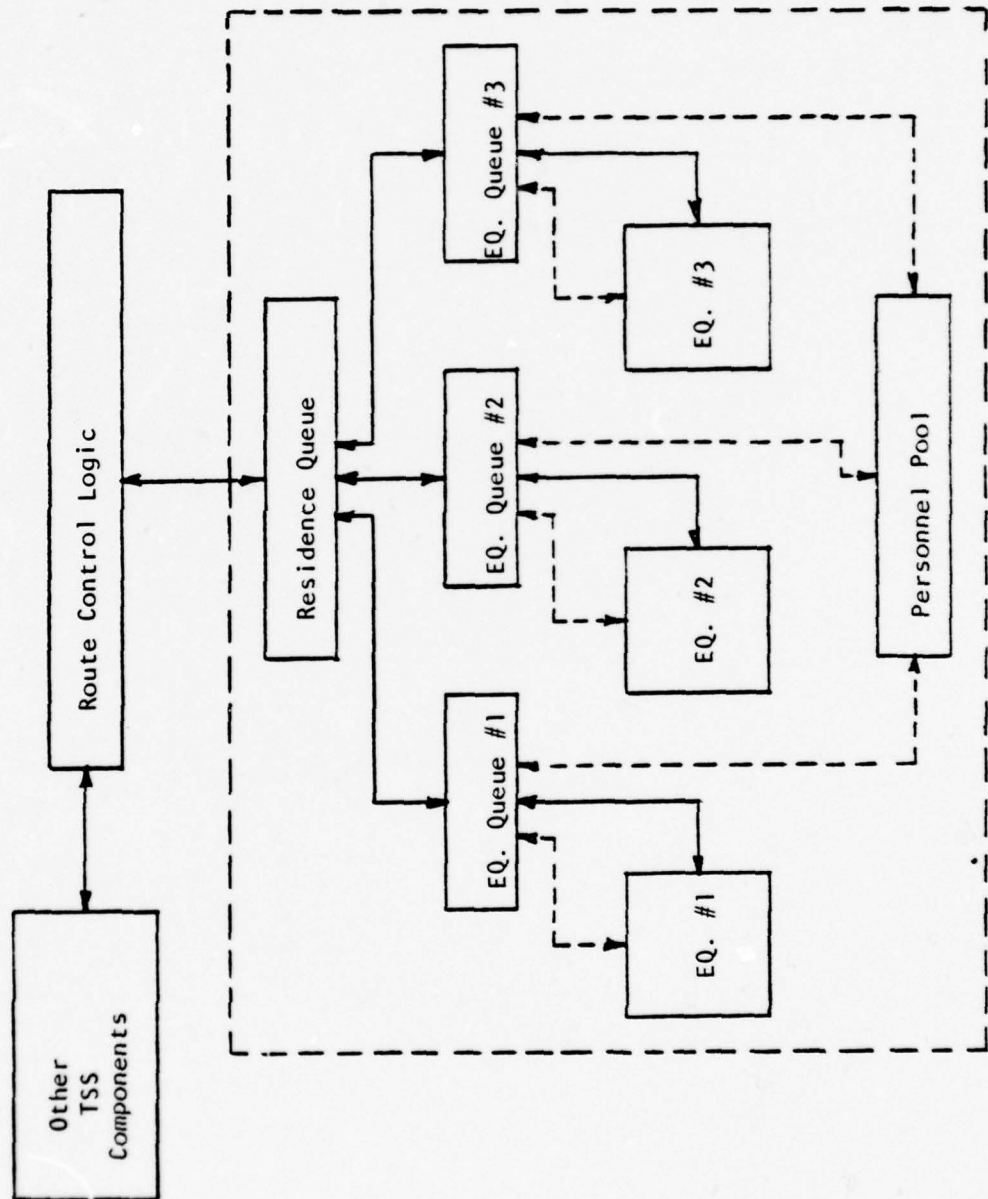 Other
TSS
Components
Route Control Logic
Residence Queue
EQ. Queue #1
EQ. Queue #2
EQ. Queue #3
EQ. #1
EQ. #2
EQ. #3
Personnel Pool